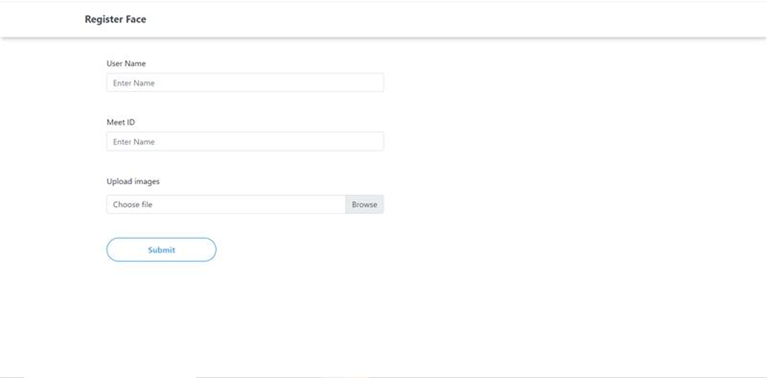 Register Face
User Name
Enter Name
Meet ID
Enter Name
Upload images
Choose file Browse
Submit